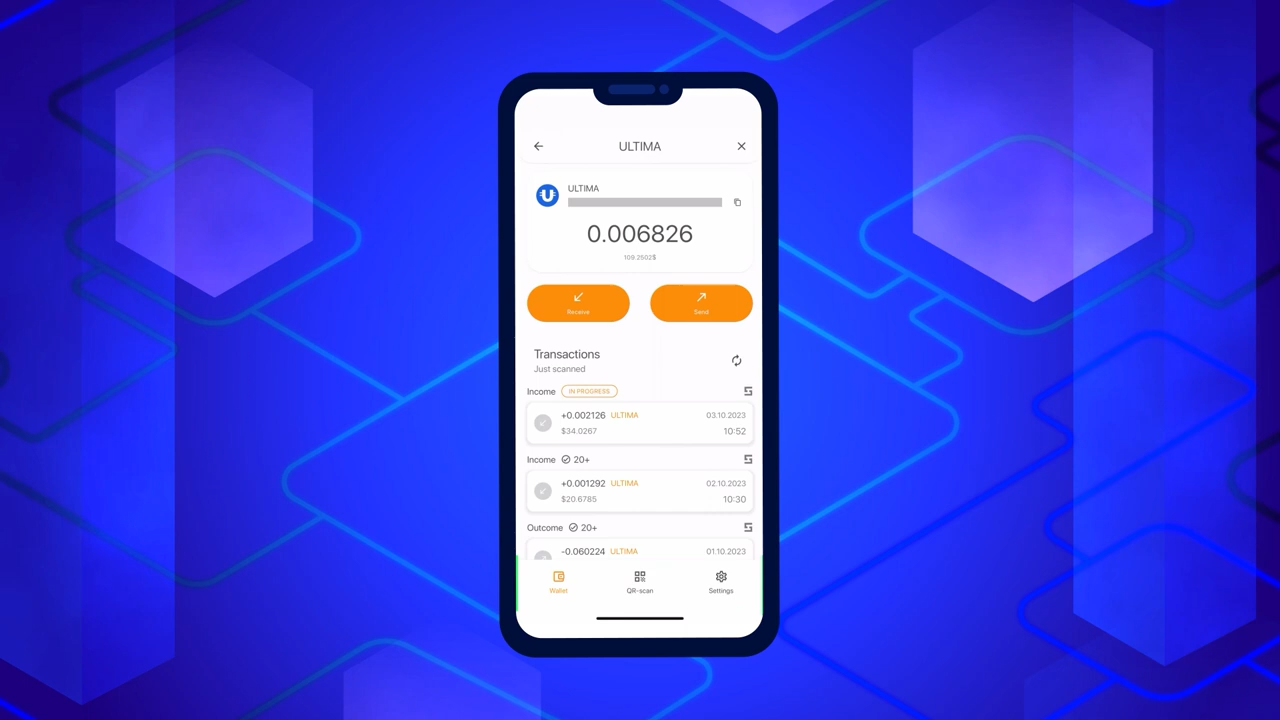 ULTIMA
ULTIMA
0.006826
109.2502$
Receive
Send
Transactions
Just scanned
Income IN PROGRESS
+0.002126 ULTIMA 03.10.2023
$34.0267 10:52
Income 20+
+0.001292 ULTIMA 02.10.2023
$20.6785 10:30
Outcome 20+
-0.060224 ULTIMA 01.10.2023
Wallet
QR-scan
Settings